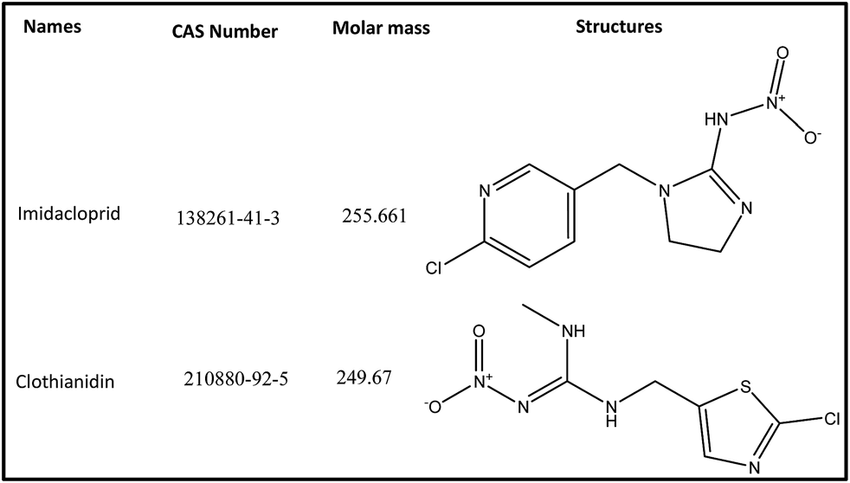 Names CAS Number Molar mass Structures
O
HN N+
O-
N N N
Imidacloprid 138261-41-3 255.661
Cl
O NH
Clothianidin 210880-92-5 249.67 N+ S
-O N N Cl
H
N